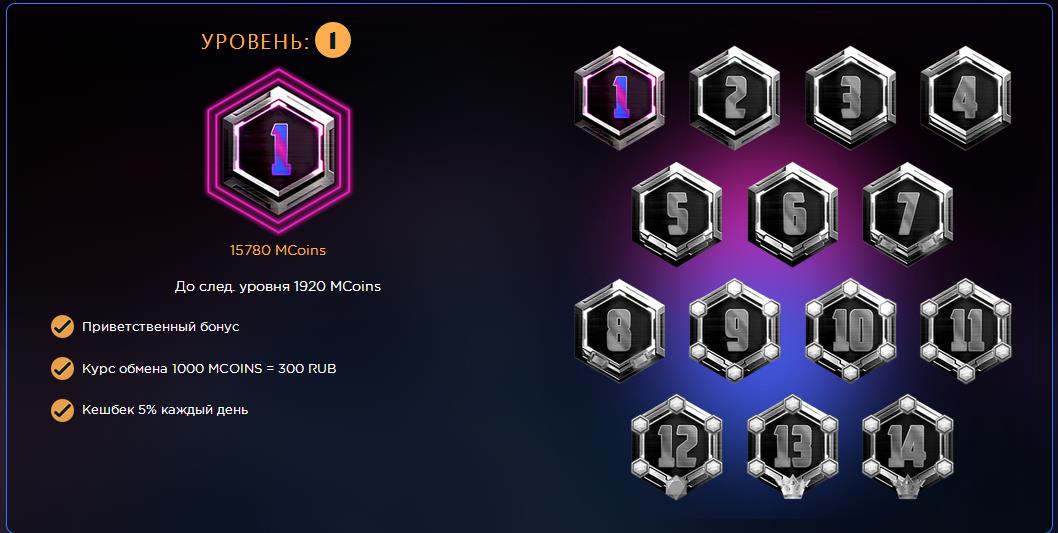 УРОВЕНЬ: 1
1
15780 MCoins
До след. уровня 1920 MCoins
Приветственный бонус
Курс обмена 1000 MCOINS = 300 RUB
Кешбек 5% каждый день
1 2 3 4
5 6 7
8 9 10 11
12 13 14